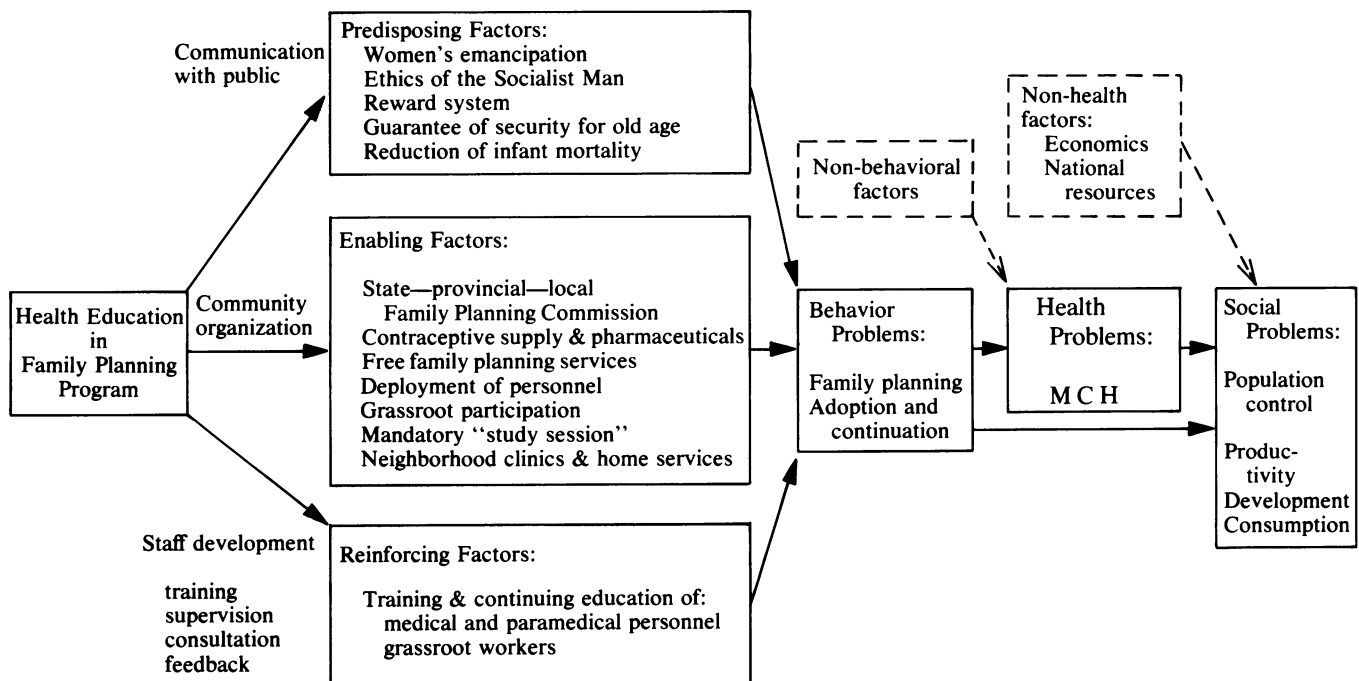 Communication
with public
Predisposing Factors:
Women's emancipation
Ethics of the Socialist Man
Reward system
Guarantee of security for old age
Reduction of infant mortality
Non-behavioral
factors
Non-health
factors:
Economics
National
resources
Health Education
in
Family Planning
Program
Community
organization
Enabling Factors:
State—provincial—local
Family Planning Commission
Contraceptive supply & pharmaceuticals
Free family planning services
Deployment of personnel
Grassroot participation
Mandatory “study session”
Neighborhood clinics & home services
Behavior
Problems:
Family planning
Adoption and
continuation
Health
Problems:
M C H
Social
Problems:
Population
control
Produc-
tivity
Development
Consumption
Staff development
training
supervision
consultation
feedback
Reinforcing Factors:
Training & continuing education of:
medical and paramedical personnel
grassroot workers